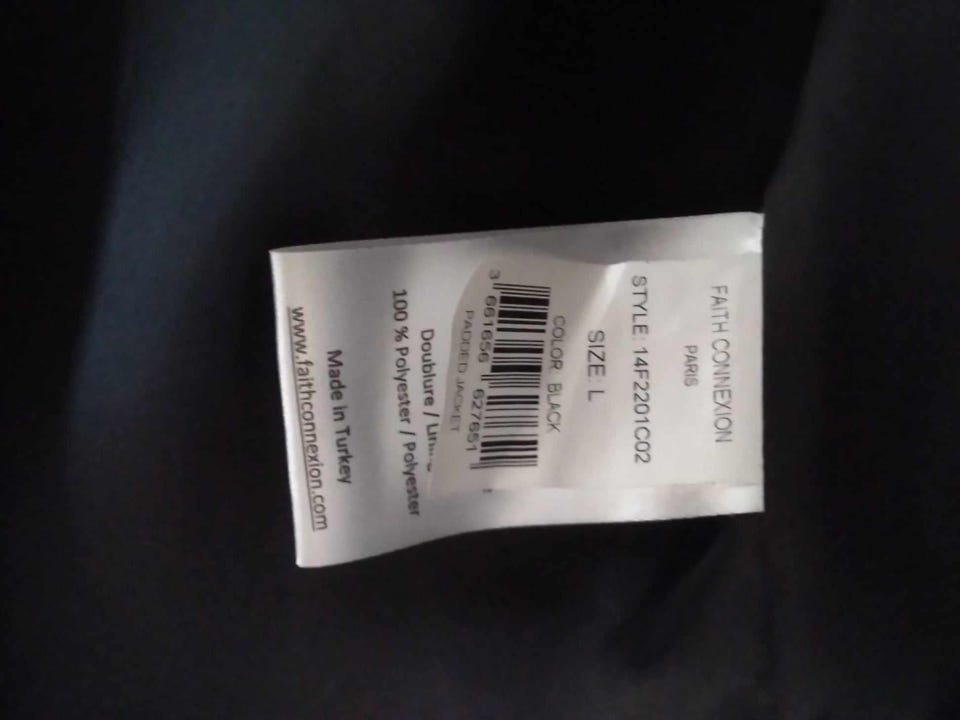 FAITH CONNEXION
PARIS
STYLE: 14F2201C02
SIZE: L
COLOR: BLACK
3 661656 627651
PADDED JACKET
Doublure /
100 % Polyester / Polyester
Made in Turkey
www.faithconnexion.com